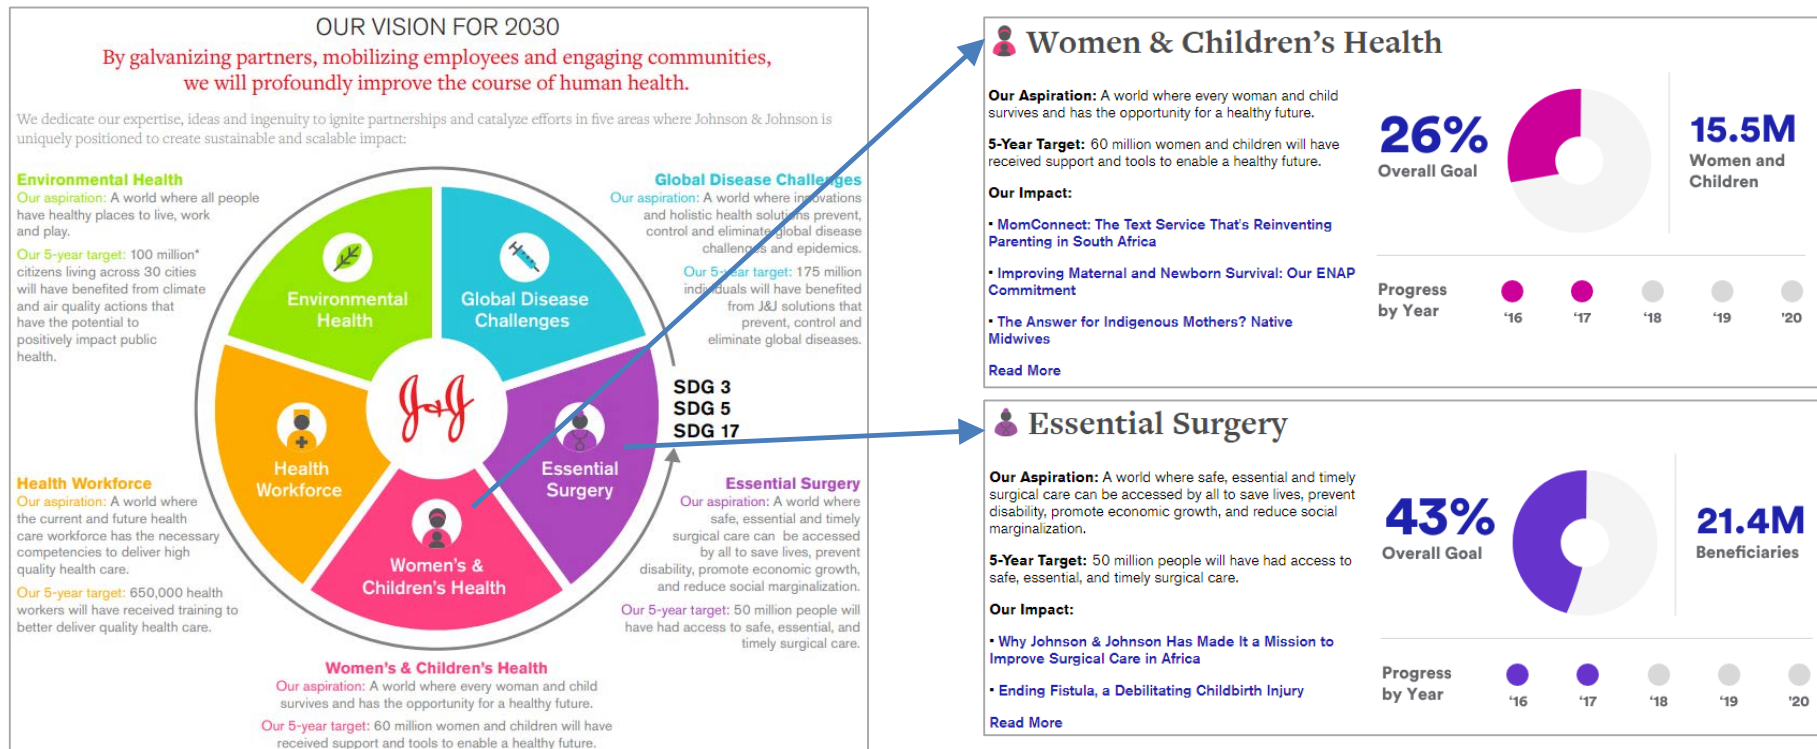 OUR VISION FOR 2030
By galvanizing partners, mobilizing employees and engaging communities,
we will profoundly improve the course of human health.
We dedicate our expertise, ideas and ingenuity to ignite partnerships and catalyze efforts in five areas where Johnson & Johnson is
uniquely positioned to create sustainable and scalable impact:
Environmental Health
Our aspiration: A world where all people
have healthy places to live, work
and play.
Our 5-year target: 100 million*
citizens living across 30 cities
will have benefited from climate
and air quality actions that
have the potential to
positively impact public
health.
Global Disease Challenges
Our aspiration: A world where innovations
and holistic health solutions prevent,
control and eliminate global disease
challenges and epidemics.
Our 5-year target: 175 million
individuals will have benefited
from J&J solutions that
prevent, control and
eliminate global diseases.
Environmental
Health
Global Disease
Challenges
J&J
Health
Workforce
Essential
Surgery
Women's &
Children's Health
SDG 3
SDG 5
SDG 17
Health Workforce
Our aspiration: A world where
the current and future health
care workforce has the necessary
competencies to deliver high
quality health care.
Our 5-year target: 650,000 health
workers will have received training to
better deliver quality health care.
Essential Surgery
Our aspiration: A world where
safe, essential and timely
surgical care can be accessed
by all to save lives, prevent
disability, promote economic growth,
and reduce social marginalization.
Our 5-year target: 50 million people will
have had access to safe, essential, and
timely surgical care.
Women's & Children's Health
Our aspiration: A world where every woman and child
survives and has the opportunity for a healthy future.
Our 5-year target: 60 million women and children will have
received support and tools to enable a healthy future.
Women & Children's Health
Our Aspiration: A world where every woman and child
survives and has the opportunity for a healthy future.
5-Year Target: 60 million women and children will have
received support and tools to enable a healthy future.
Our Impact:
▪ MomConnect: The Text Service That's Reinventing
Parenting in South Africa
▪ Improving Maternal and Newborn Survival: Our ENAP
Commitment
▪ The Answer for Indigenous Mothers? Native
Midwives
Read More
26%
Overall Goal
15.5M
Women and
Children
Progress
by Year
'16 '17 '18 '19 '20
Essential Surgery
Our Aspiration: A world where safe, essential and timely
surgical care can be accessed by all to save lives, prevent
disability, promote economic growth, and reduce social
marginalization.
5-Year Target: 50 million people will have had access to
safe, essential, and timely surgical care.
Our Impact:
▪ Why Johnson & Johnson Has Made It a Mission to
Improve Surgical Care in Africa
▪ Ending Fistula, a Debilitating Childbirth Injury
Read More
43%
Overall Goal
21.4M
Beneficiaries
Progress
by Year
'16 '17 '18 '19 '20